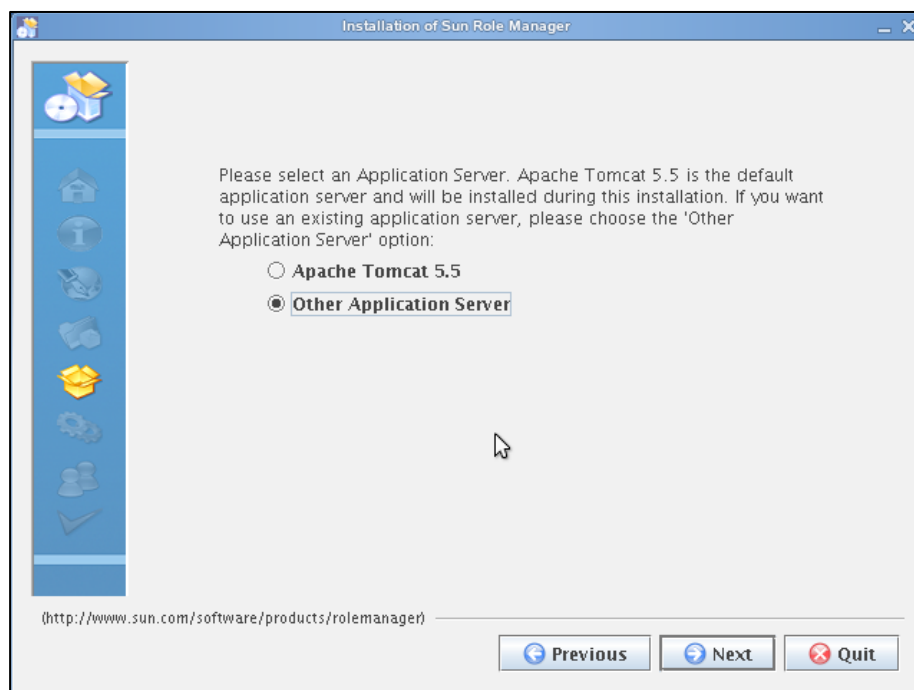 Installation of Sun Role Manager
Please select an Application Server. Apache Tomcat 5.5 is the default
application server and will be installed during this installation. If you want
to use an existing application server, please choose the 'Other
Application Server' option:
Apache Tomcat 5.5
Other Application Server
(http://www.sun.com/software/products/rolemanager)
Previous
Next
Quit